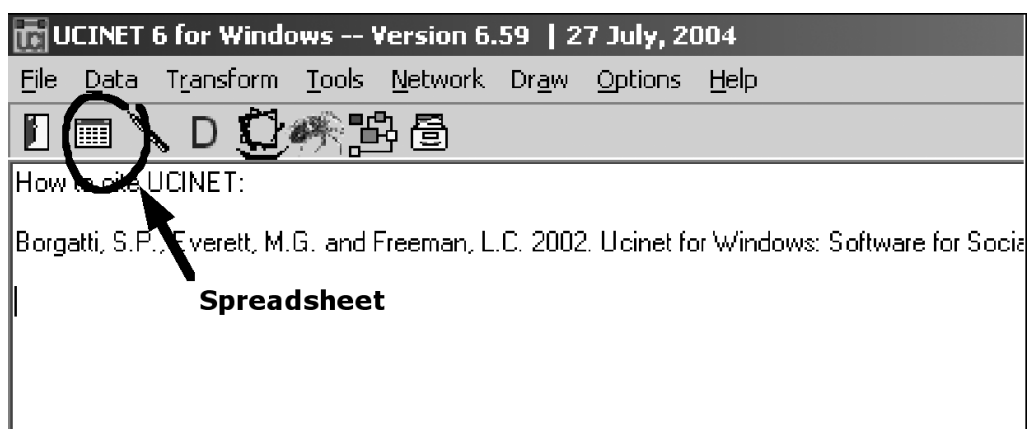 UCINET 6 for Windows -- Version 6.59 | 27 July, 2004
File Data Transform Tools Network Draw Options Help
D
How to cite UCINET:
Borgatti, S.P., Everett, M.G. and Freeman, L.C. 2002. Ucinet for Windows: Software for Socia
Spreadsheet